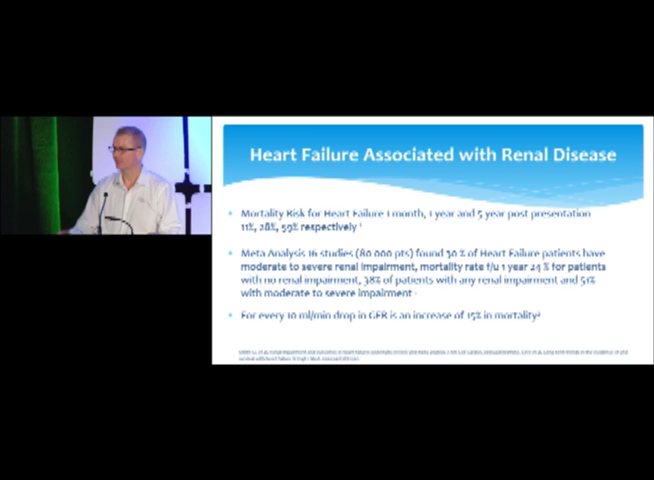 Heart Failure Associated with Renal Disease
Mortality Risk for Heart Failure 1 month, 1 year and 5 year post presentation
11%, 28%, 59% respectively ¹
Meta Analysis 16 studies (80 000 pts) found 30 % of Heart Failure patients have
moderate to severe renal impairment, mortality rate f/u 1 year 24 % for patients
with no renal impairment, 38% of patients with any renal impairment and 51%
with moderate to severe impairment
For every 10 ml/min drop in GFR is an increase of 15% in mortality²